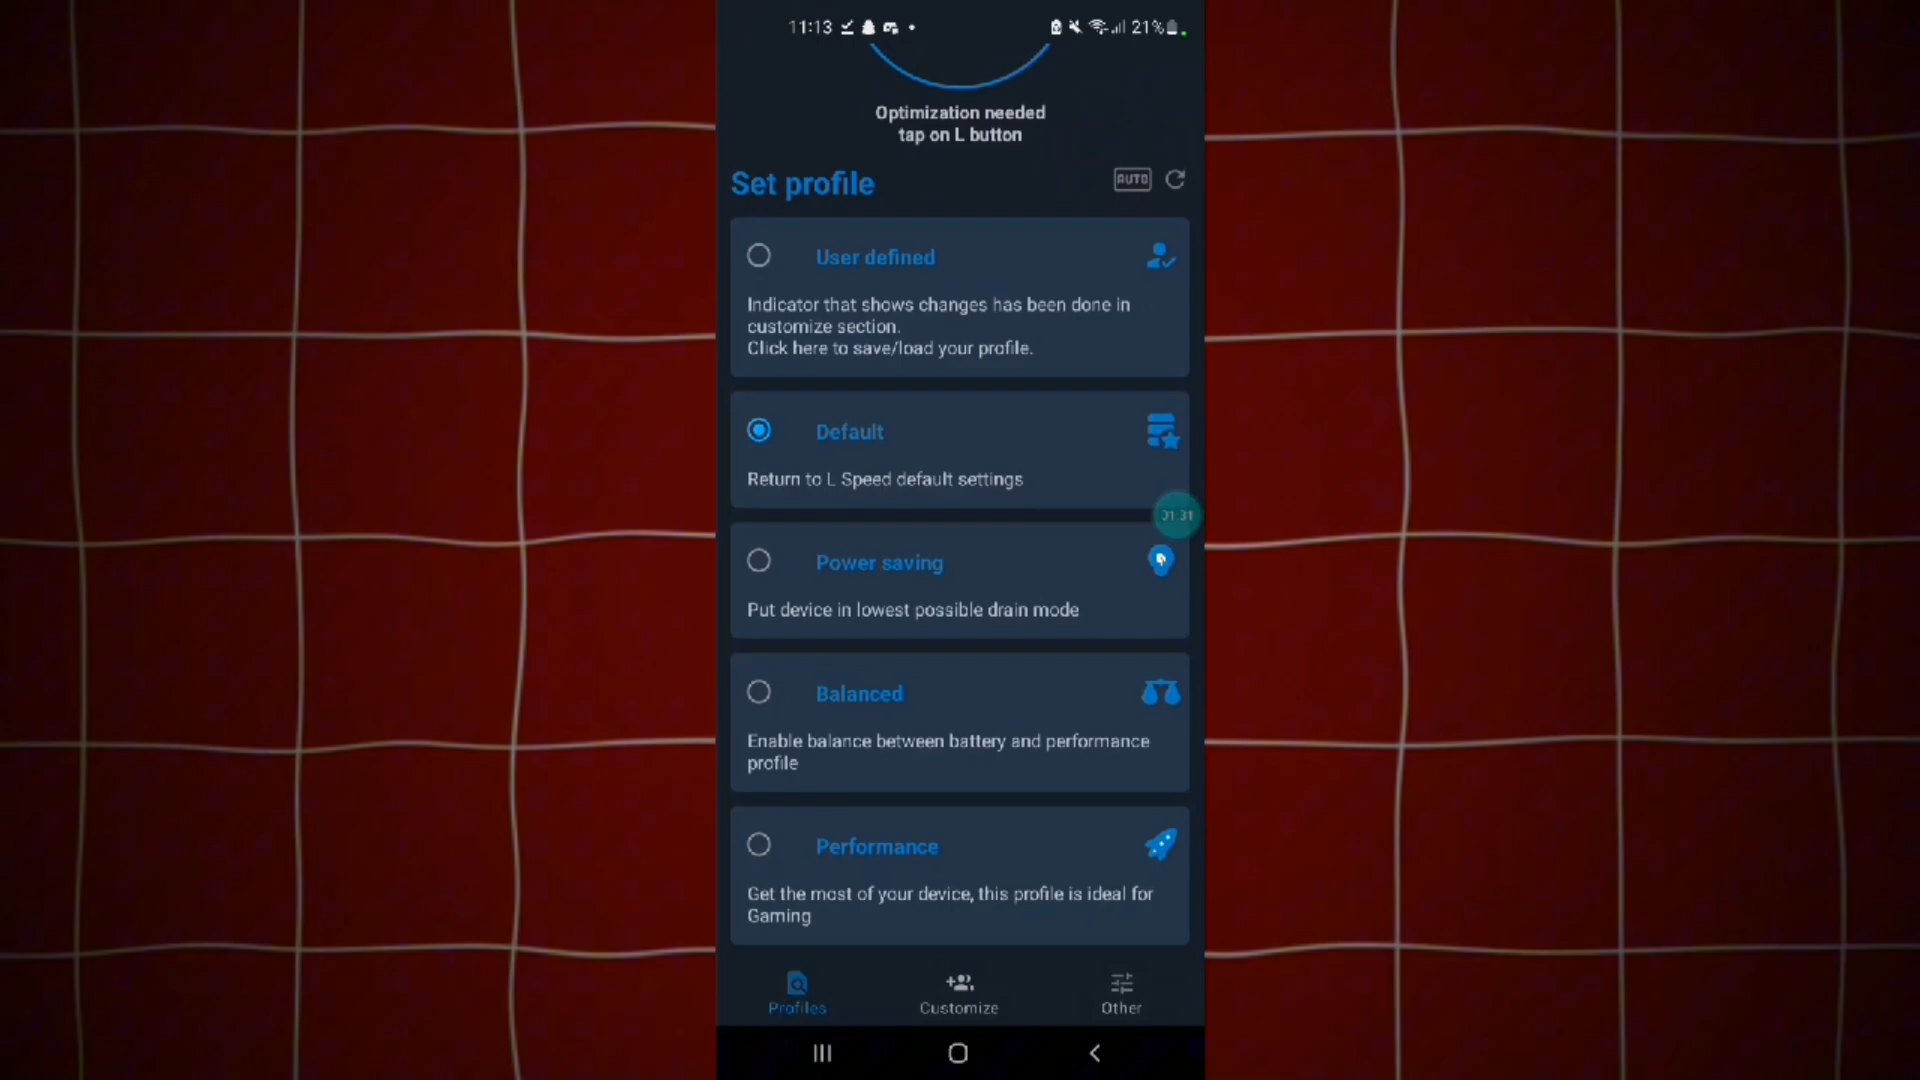 11:13
21%
Optimization needed
tap on L button
Set profile
AUTO
User defined
Indicator that shows changes has been done in
customize section.
Click here to save/load your profile.
Default
Return to L Speed default settings
01:31
Power saving
Put device in lowest possible drain mode
Balanced
Enable balance between battery and performance
profile
Performance
Get the most of your device, this profile is ideal for
Gaming
Profiles
Customize
Other